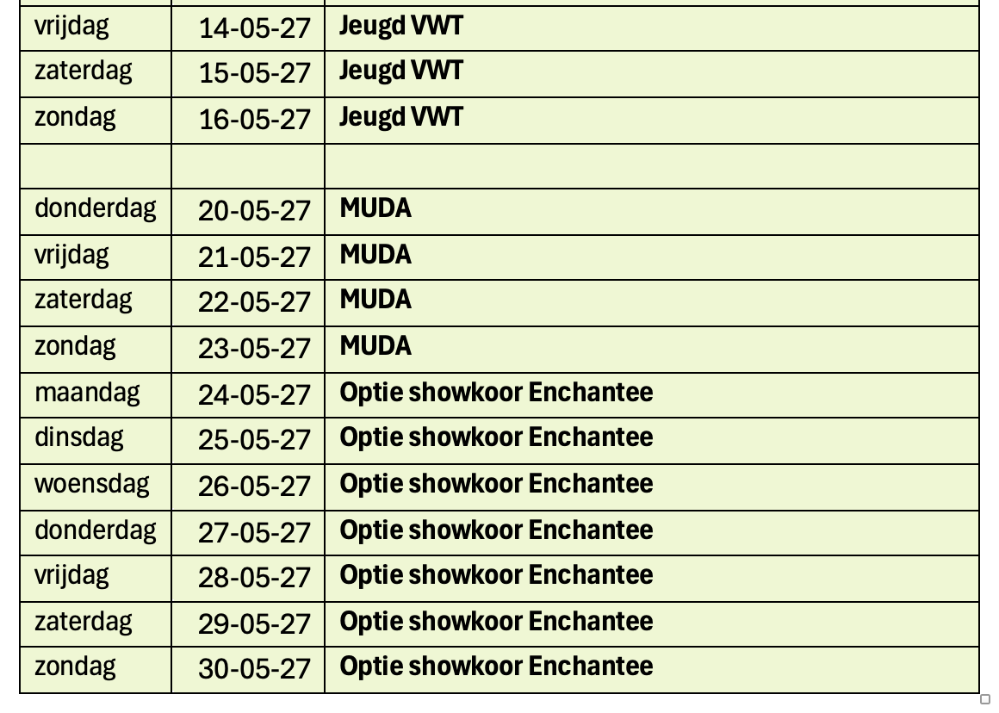 vrijdag 14-05-27 Jeugd VWT
zaterdag 15-05-27 Jeugd VWT
zondag 16-05-27 Jeugd VWT
donderdag 20-05-27 MUDA
vrijdag 21-05-27 MUDA
zaterdag 22-05-27 MUDA
zondag 23-05-27 MUDA
maandag 24-05-27 Optie showkoor Enchantee
dinsdag 25-05-27 Optie showkoor Enchantee
woensdag 26-05-27 Optie showkoor Enchantee
donderdag 27-05-27 Optie showkoor Enchantee
vrijdag 28-05-27 Optie showkoor Enchantee
zaterdag 29-05-27 Optie showkoor Enchantee
zondag 30-05-27 Optie showkoor Enchantee